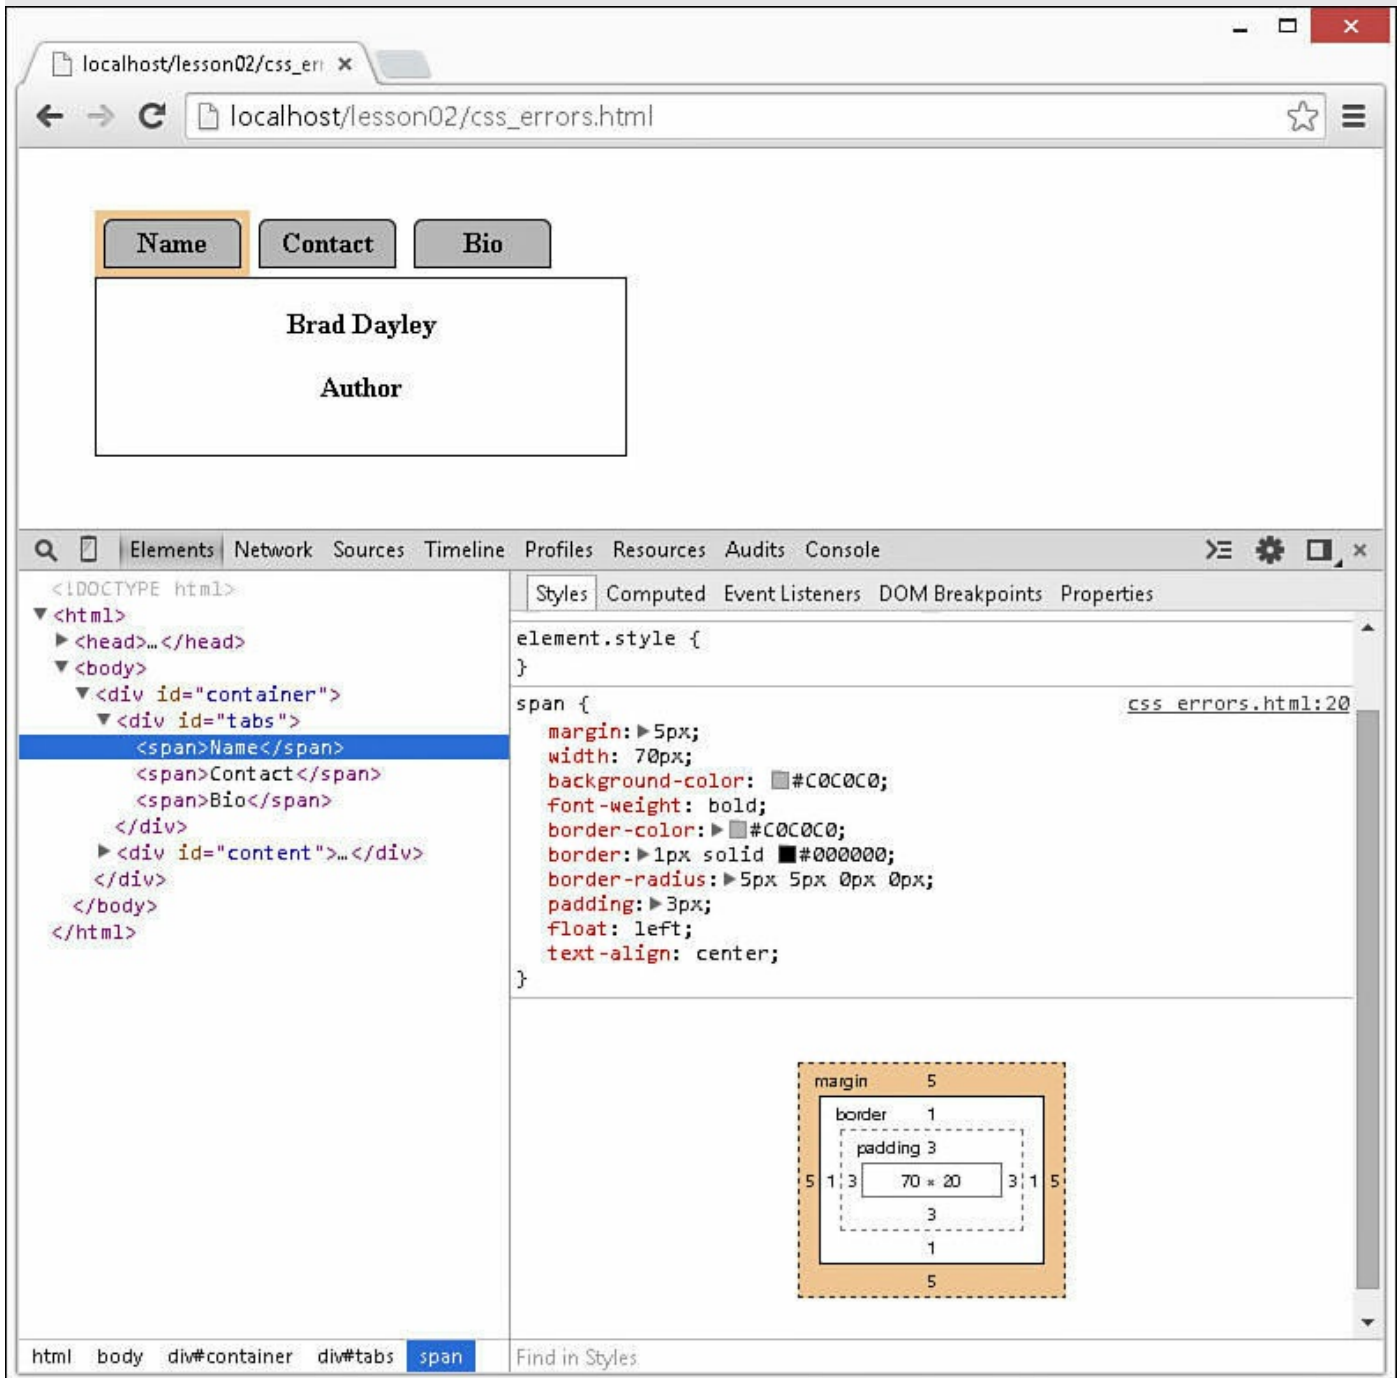 localhost/lesson02/css_err
localhost/lesson02/css_errors.html
Name Contact Bio
Brad Dayley
Author
Elements Network Sources Timeline Profiles Resources Audits Console
<!DOCTYPE html>
<html>
<head>…</head>
<body>
<div id="container">
<div id="tabs">
<span>Name</span>
<span>Contact</span>
<span>Bio</span>
</div>
<div id="content">…</div>
</div>
</body>
</html>
Styles Computed Event Listeners DOM Breakpoints Properties
element.style {
}
span { css_errors.html:20
margin: 5px;
width: 70px;
background-color: #C0C0C0;
font-weight: bold;
border-color: #C0C0C0;
border: 1px solid #000000;
border-radius: 5px 5px 0px 0px;
padding: 3px;
float: left;
text-align: center;
}
margin 5
border 1
padding 3
5 1 3 70 × 20 3 1 5
3
1
5
html body div#container div#tabs span
Find in Styles